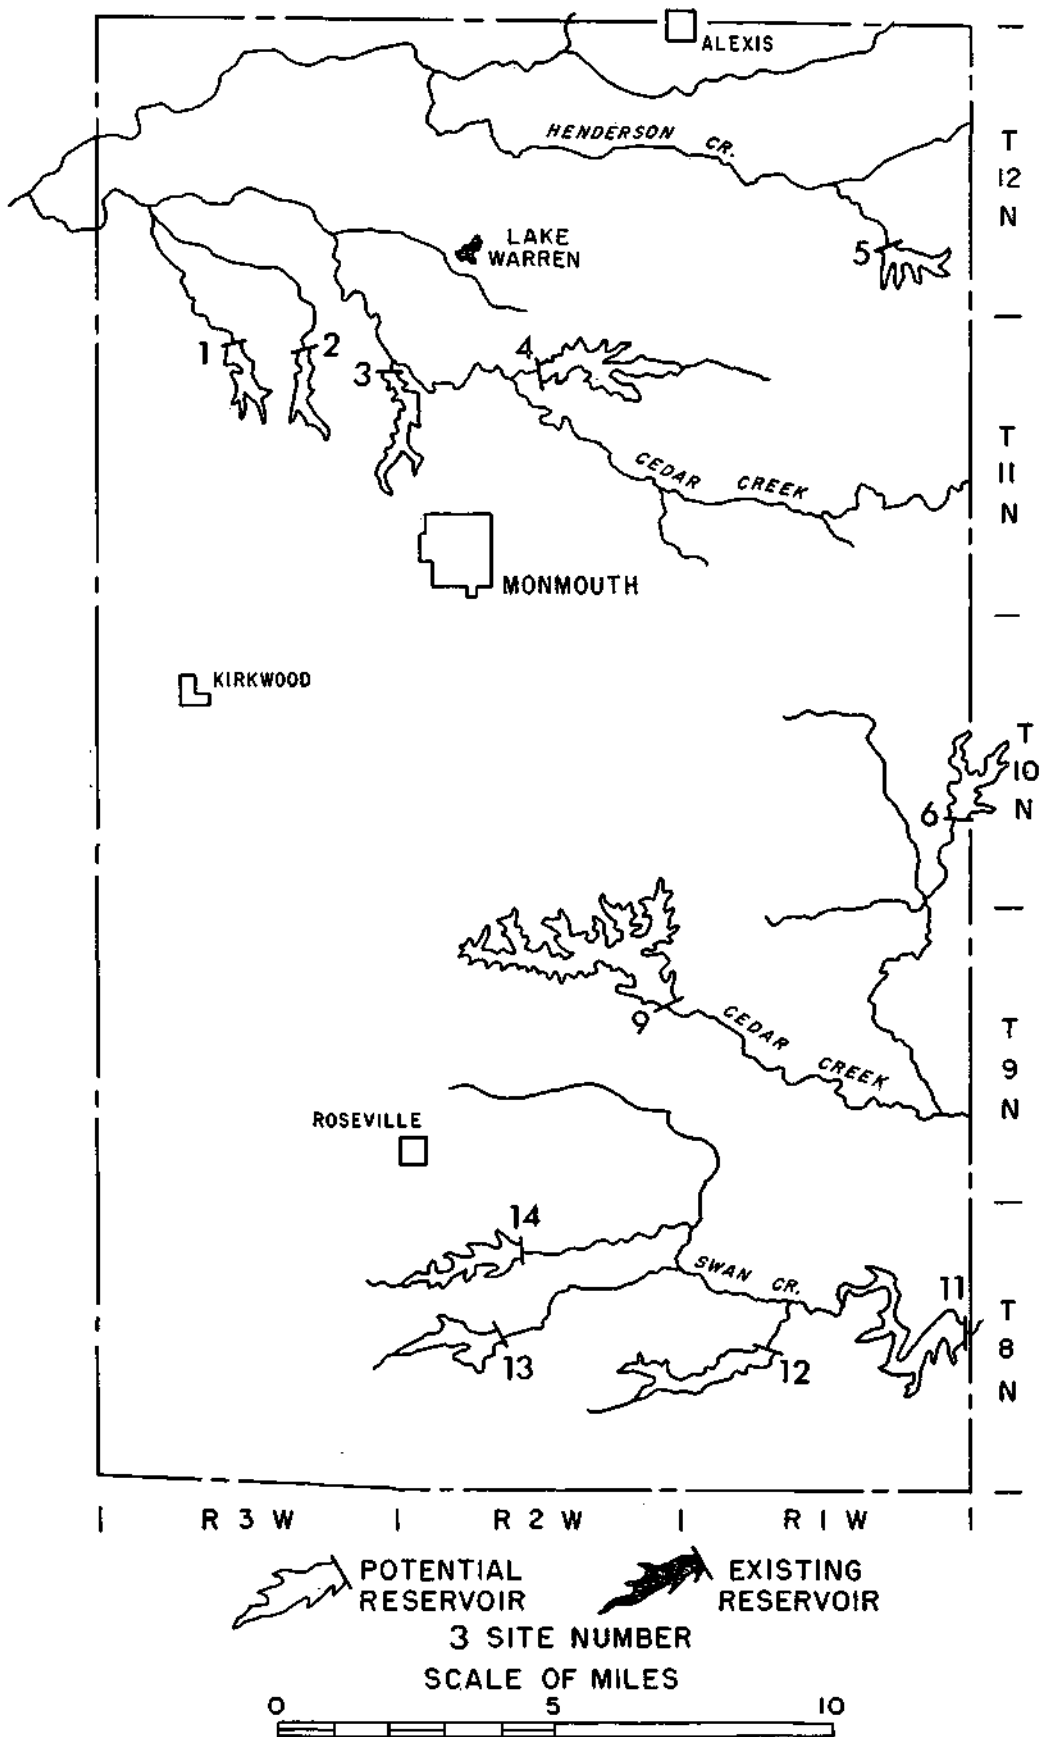 ALEXIS
HENDERSON CR.
T
12
N
LAKE
WARREN
5
1
2
3
4
T
11
N
CEDAR CREEK
MONMOUTH
KIRKWOOD
T
10
N
6
9
CEDAR CREEK
T
9
N
ROSEVILLE
14
SWAN CR.
11
T
8
N
13
12
R 3 W
R 2 W
R 1 W
POTENTIAL
RESERVOIR
EXISTING
RESERVOIR
3 SITE NUMBER
SCALE OF MILES
0 5 10